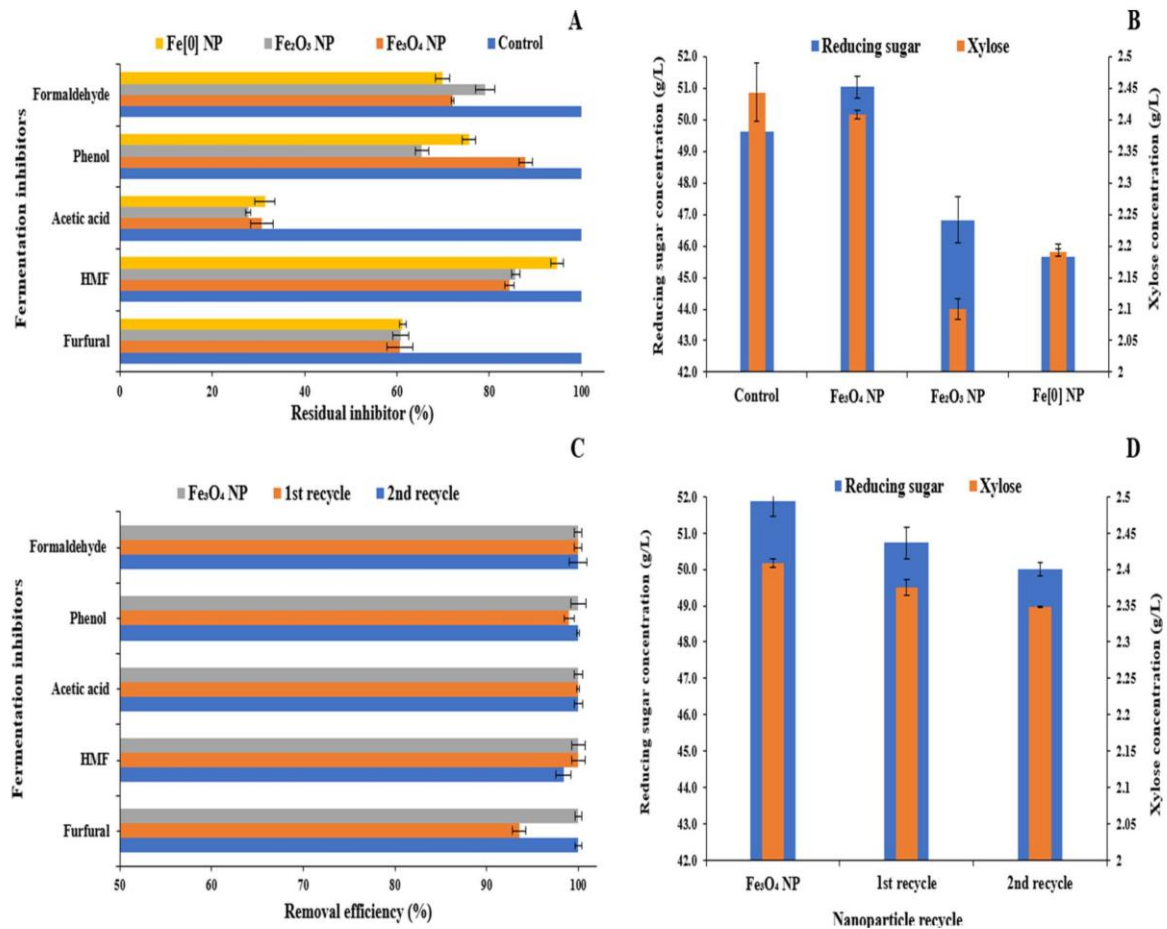 A
Fe[0] NP Fe₂O₃ NP Fe₃O₄ NP Control
Fermentation inhibitors
Formaldehyde
Phenol
Acetic acid
HMF
Furfural
0 20 40 60 80 100
Residual inhibitor (%)
B
Reducing sugar Xylose
Reducing sugar concentration (g/L)
52.0
51.0
50.0
49.0
48.0
47.0
46.0
45.0
44.0
43.0
42.0
2.5
2.45
2.4
2.35
2.3
2.25
2.2
2.15
2.1
2.05
2
Xylose concentration (g/L)
Control Fe₃O₄ NP Fe₂O₃ NP Fe[0] NP
C
Fe₃O₄ NP 1st recycle 2nd recycle
Fermentation inhibitors
Formaldehyde
Phenol
Acetic acid
HMF
Furfural
50 60 70 80 90 100
Removal efficiency (%)
D
Reducing sugar Xylose
Reducing sugar concentration (g/L)
52.0
51.0
50.0
49.0
48.0
47.0
46.0
45.0
44.0
43.0
42.0
2.5
2.45
2.4
2.35
2.3
2.25
2.2
2.15
2.1
2.05
2
Xylose concentration (g/L)
Fe₃O₄ NP 1st recycle 2nd recycle
Nanoparticle recycle